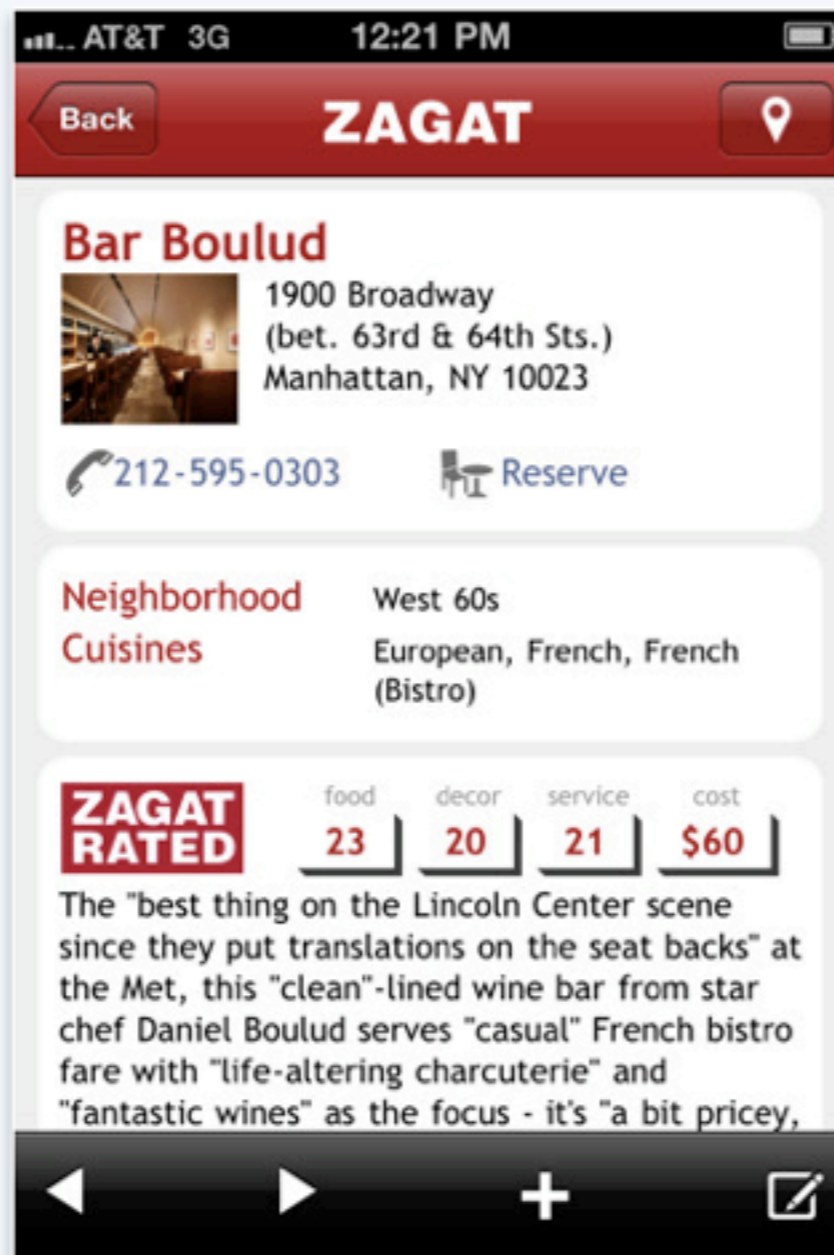 AT&T 3G 12:21 PM
Back ZAGAT
Bar Boulud
1900 Broadway
(bet. 63rd & 64th Sts.)
Manhattan, NY 10023
212-595-0303 Reserve
Neighborhood West 60s
Cuisines European, French, French
(Bistro)
ZAGAT
RATED
food decor service cost
23 20 21 $60
The "best thing on the Lincoln Center scene
since they put translations on the seat backs" at
the Met, this "clean"-lined wine bar from star
chef Daniel Boulud serves "casual" French bistro
fare with "life-altering charcuterie" and
"fantastic wines" as the focus - it's "a bit pricey,